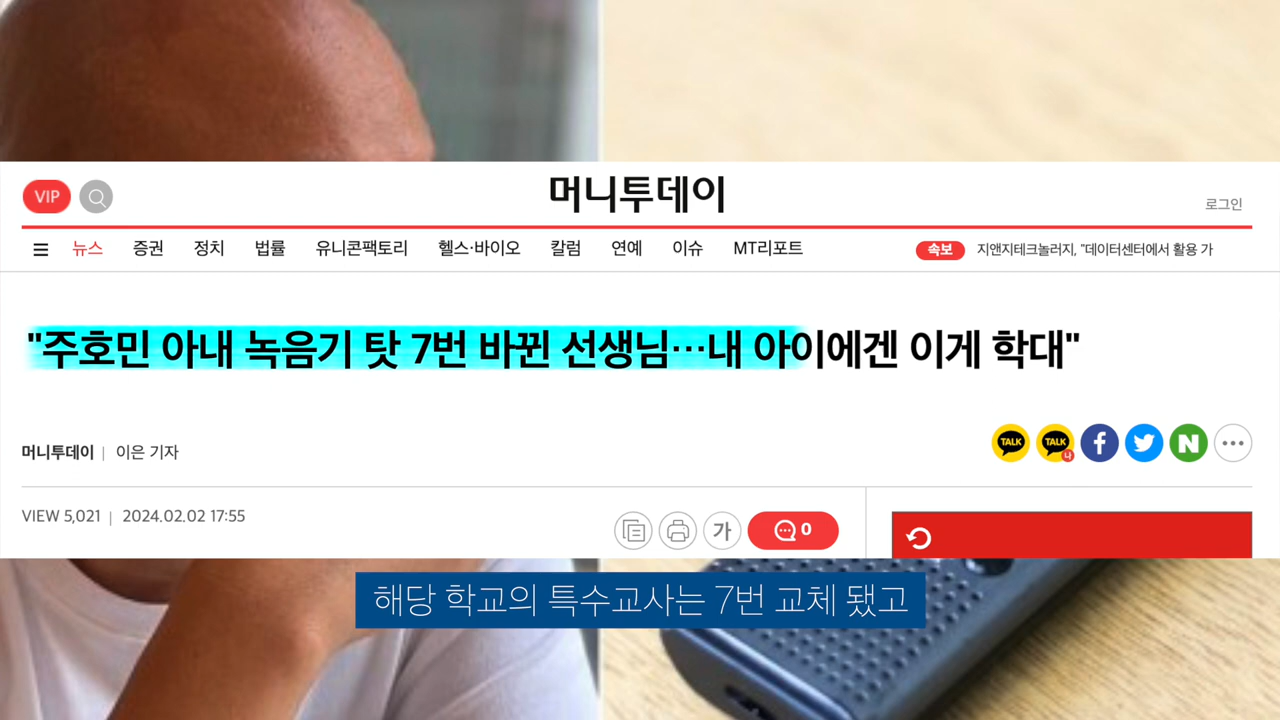 VIP
머니투데이
로그인
뉴스 증권 정치 법률 유니콘팩토리 헬스·바이오 칼럼 연예 이슈 MT리포트 속보 지앤지테크놀러지, "데이터센터에서 활용 가
"주호민 아내 녹음기 탓 7번 바뀐 선생님…내 아이에겐 이게 학대"
머니투데이 | 이은 기자
TALK TALK 나 f N
VIEW 5,021 | 2024.02.02 17:55
가 0
해당 학교의 특수교사는 7번 교체 됐고